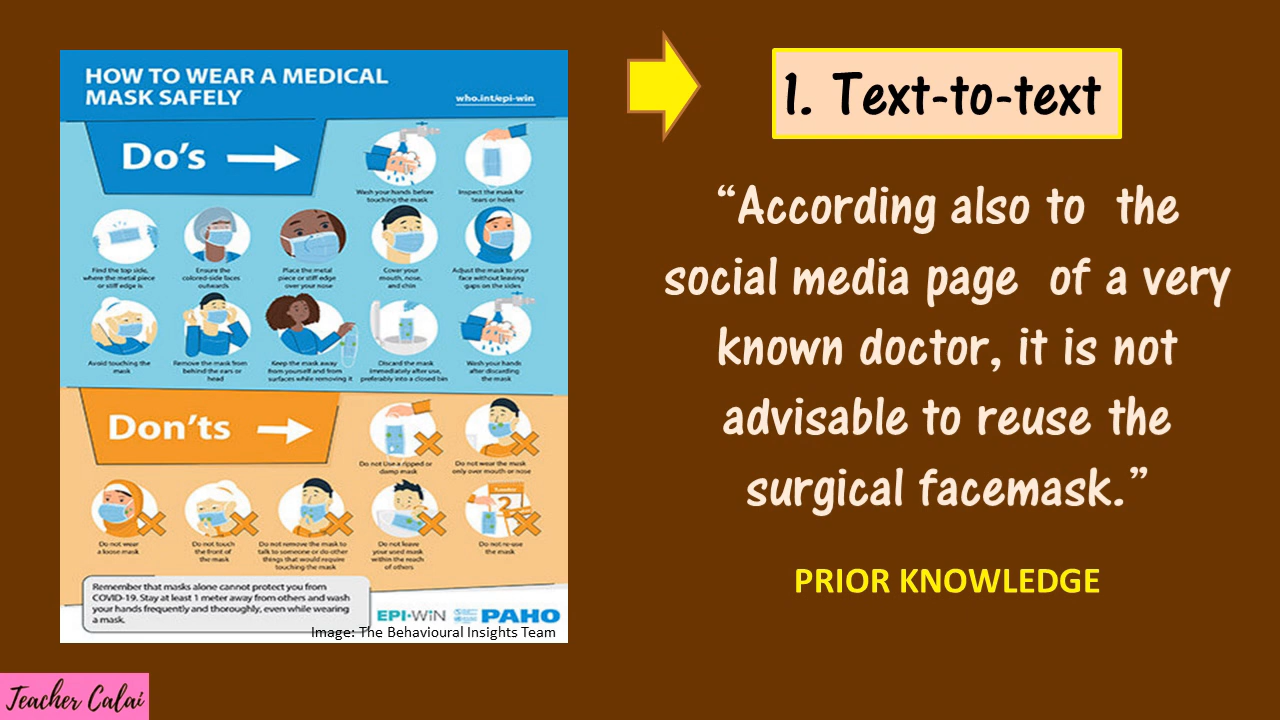 HOW TO WEAR A MEDICAL
MASK SAFELY
who.int/epi-win
Do's
Wash your hands before
touching the mask
Inspect the mask for
tears or holes
Find the top side,
where the metal piece
or stiff edge is
Ensure the
colored-side faces
outwards
Place the metal
piece or stiff edge
over your nose
Cover your
mouth, nose,
and chin
Adjust the mask to your
face without leaving
gaps on the sides
Avoid touching the
mask
Remove the mask from
behind the ears or
head
Keep the mask away
from yourself and from
surfaces while removing it
Discard the mask
immediately after use,
preferably into a closed bin
Wash your hands
after discarding
the mask
Don'ts
Do not Use a ripped or
damp mask
Do not wear the mask
only over mouth or nose
Do not wear
a loose mask
Do not touch
the front of
the mask
Do not remove the mask to
talk to someone or do other
things that would require
touching the mask
Do not leave
your used mask
within the reach
of others
Do not re-use
the mask
Remember that masks alone cannot protect you from
COVID-19. Stay at least 1 meter away from others and wash
your hands frequently and thoroughly, even while wearing
a mask.
EPI-WiN
PAHO
Image: The Behavioural Insights Team
1. Text-to-text
“According also to the
social media page of a very
known doctor, it is not
advisable to reuse the
surgical facemask.”
PRIOR KNOWLEDGE
Teacher Calai